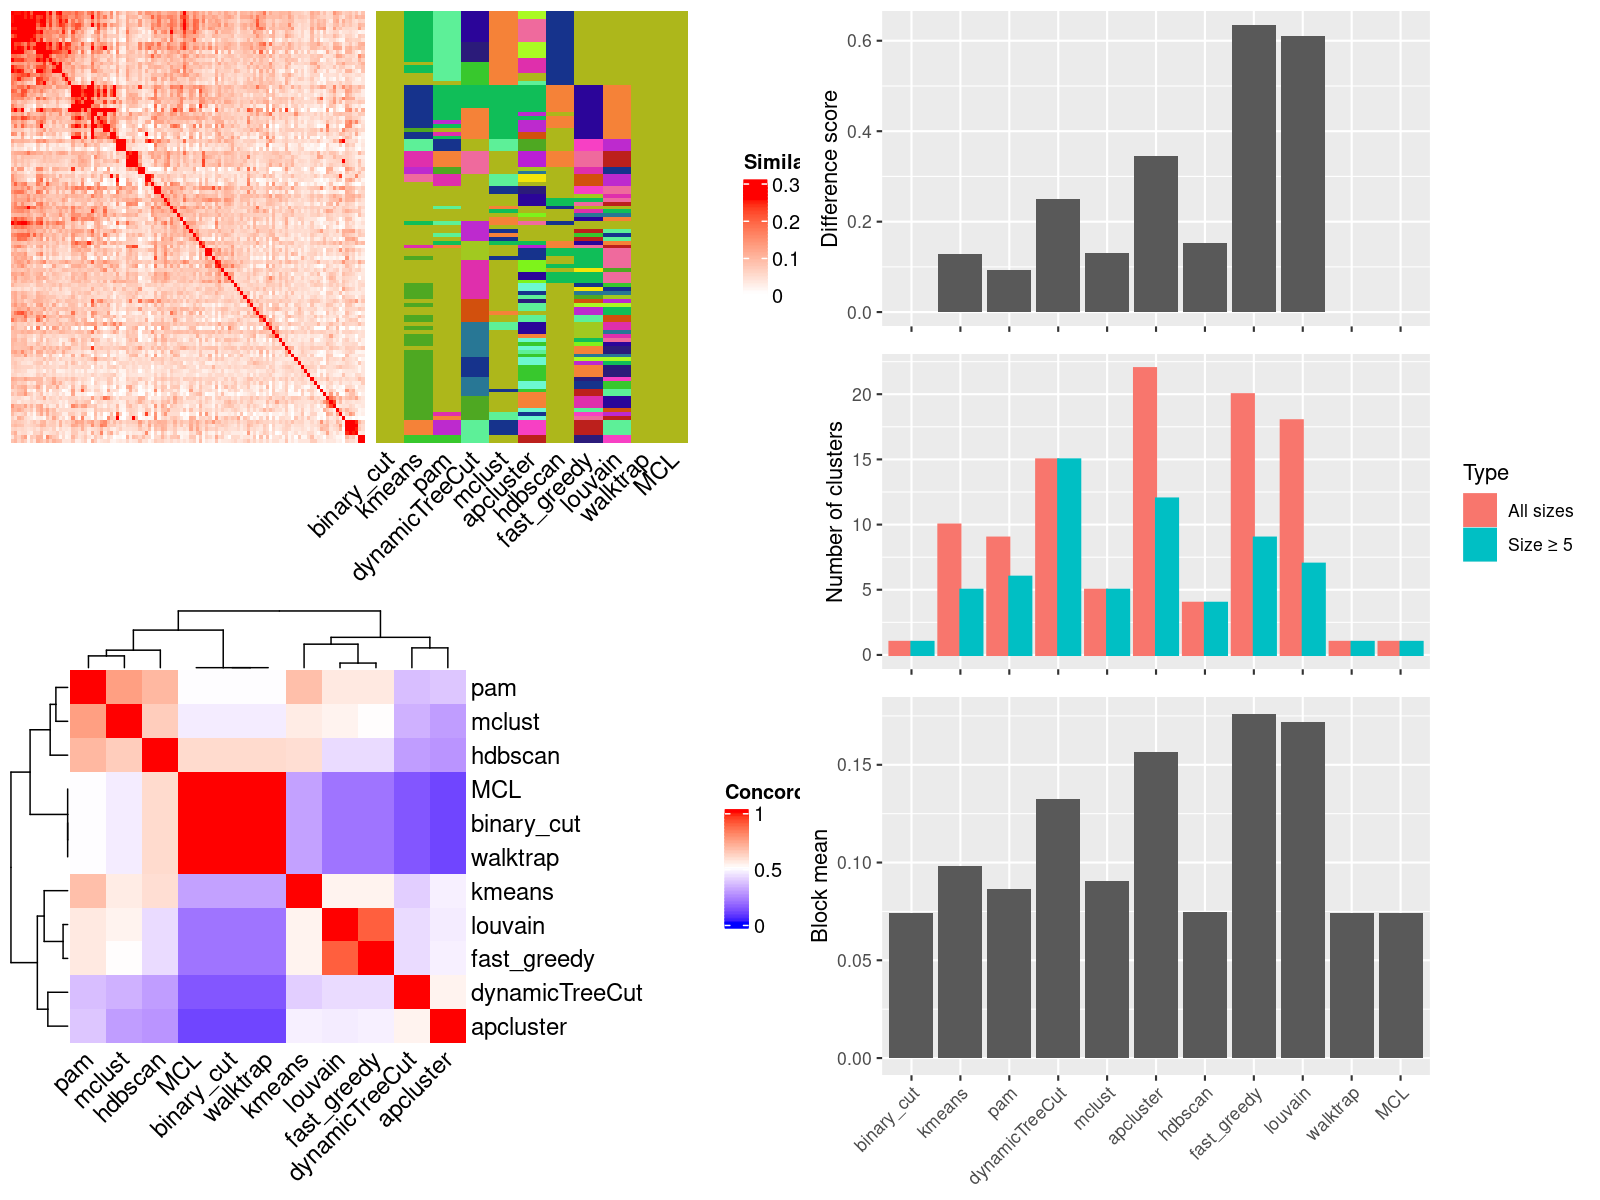 Simila
0.3
0.2
0.1
0
binary_cut
kmeans
pam
dynamicTreeCut
mclust
apcluster
hdbscan
fast_greedy
louvain
walktrap
MCL
pam
mclust
hdbscan
MCL
binary_cut
walktrap
kmeans
louvain
fast_greedy
dynamicTreeCut
apcluster
pam
mclust
hdbscan
MCL
binary_cut
walktrap
kmeans
louvain
fast_greedy
dynamicTreeCut
apcluster
Concord
1
0.5
0
Difference score
0.6
0.4
0.2
0.0
Number of clusters
20
15
10
5
0
Type
All sizes
Size ≥ 5
Block mean
0.15
0.10
0.05
0.00
binary_cut
kmeans
pam
dynamicTreeCut
mclust
apcluster
hdbscan
fast_greedy
louvain
walktrap
MCL